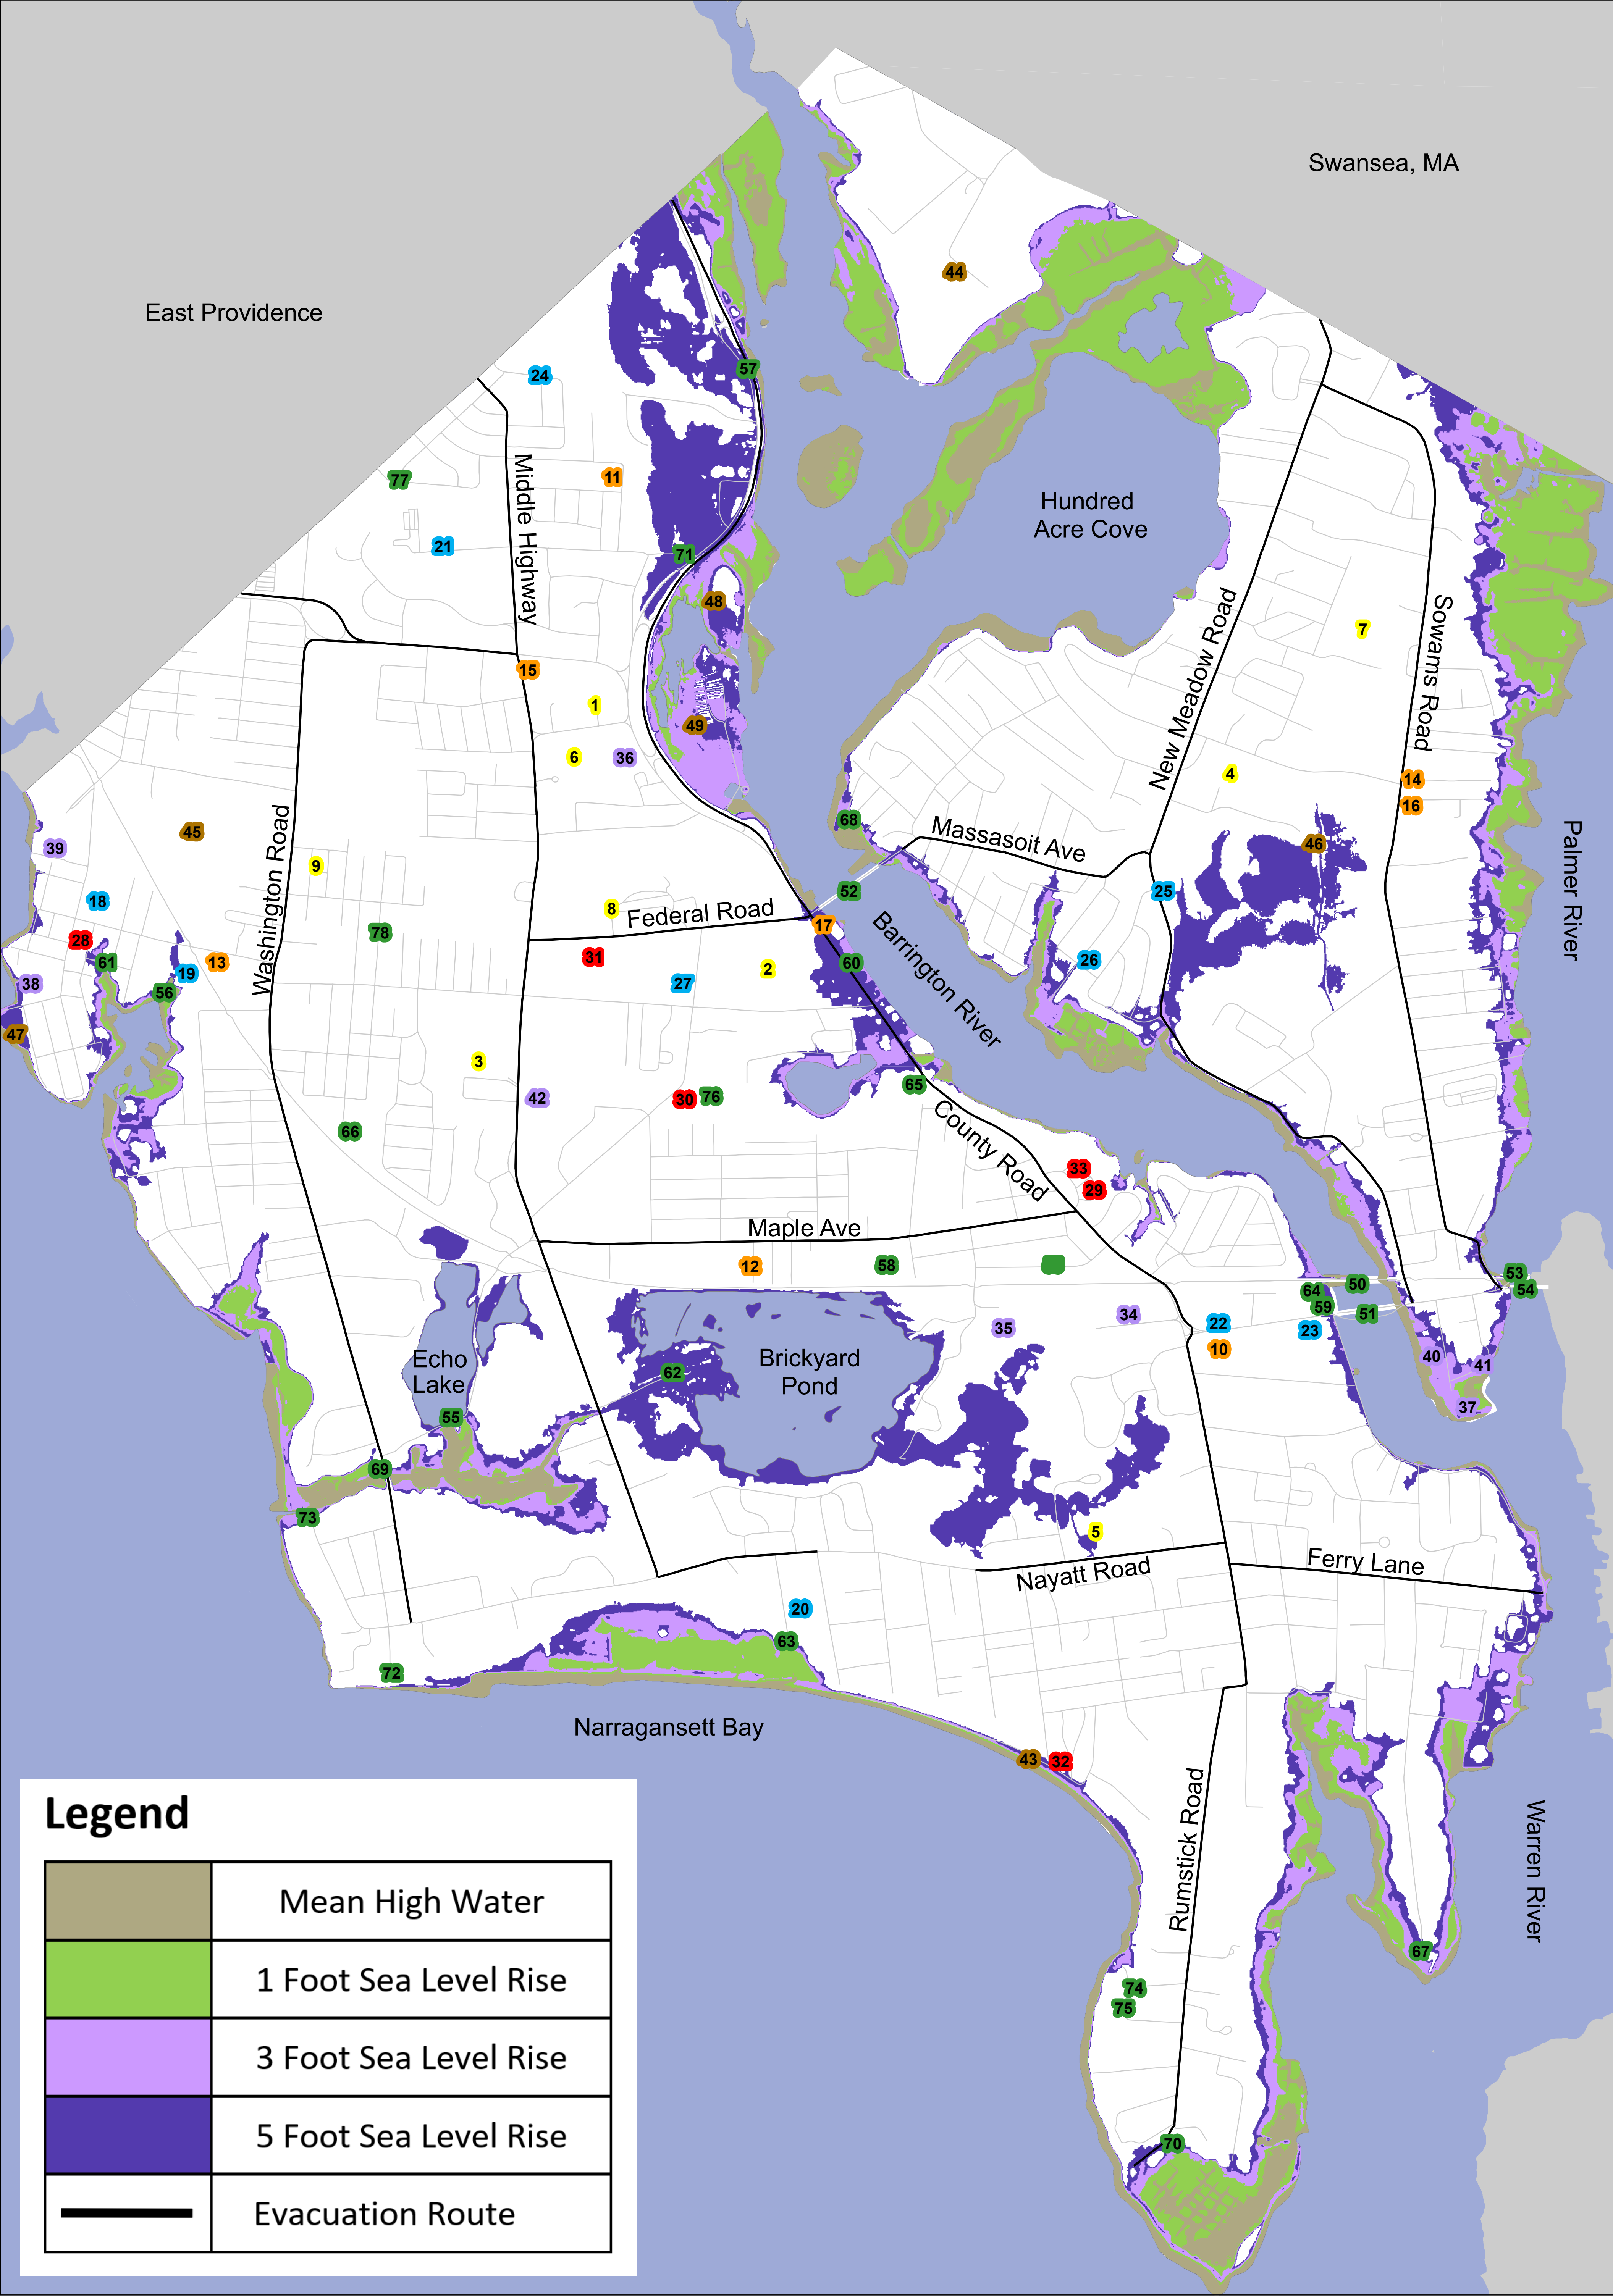 Swansea, MA
44
East Providence
57
24
77
11
Hundred
Acre Cove
21
Middle Highway
71
48
7
15
1
49
6
36
New Meadow Road
Sowams Road
4
14
16
68
45
39
9
Massasoit Ave
46
Palmer River
18
52
25
8
Federal Road
17
78
28
Washington Road
31
61
19
13
60
26
2
27
38
56
Barrington River
47
3
42
30
76
65
66
County Road
33
29
Maple Ave
12
58
53
50
54
64
59
51
34
22
23
35
10
Echo
Lake
Brickyard
Pond
40
41
62
37
55
69
73
5
Nayatt Road
Ferry Lane
20
63
72
Narragansett Bay
43
32
Rumstick Road
Warren River
67
74
75
70
Legend
Mean High Water
1 Foot Sea Level Rise
3 Foot Sea Level Rise
5 Foot Sea Level Rise
Evacuation Route